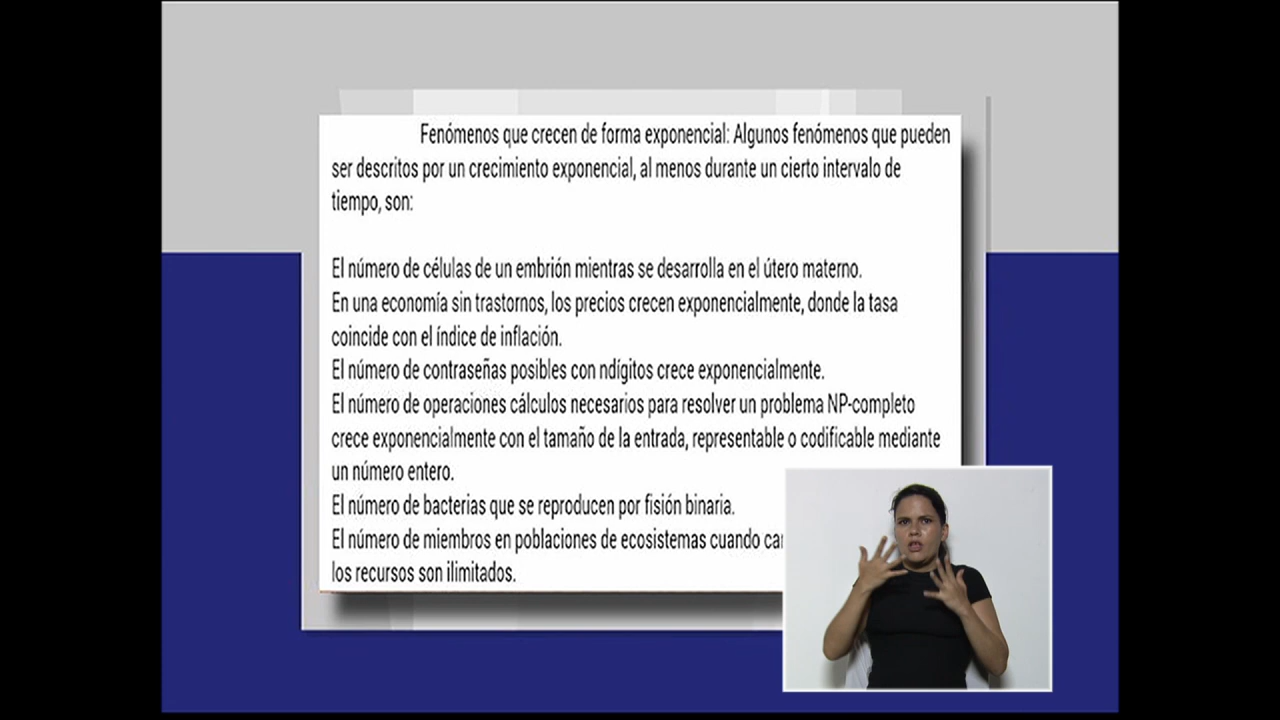 Fenómenos que crecen de forma exponencial: Algunos fenómenos que pueden
ser descritos por un crecimiento exponencial, al menos durante un cierto intervalo de
tiempo, son:
El número de células de un embrión mientras se desarrolla en el útero materno.
En una economía sin trastornos, los precios crecen exponencialmente, donde la tasa
coincide con el índice de inflación.
El número de contraseñas posibles con ndígitos crece exponencialmente.
El número de operaciones cálculos necesarios para resolver un problema NP-completo
crece exponencialmente con el tamaño de la entrada, representable o codificable mediante
un número entero.
El número de bacterias que se reproducen por fisión binaria.
El número de miembros en poblaciones de ecosistemas cuando
los recursos son ilimitados.